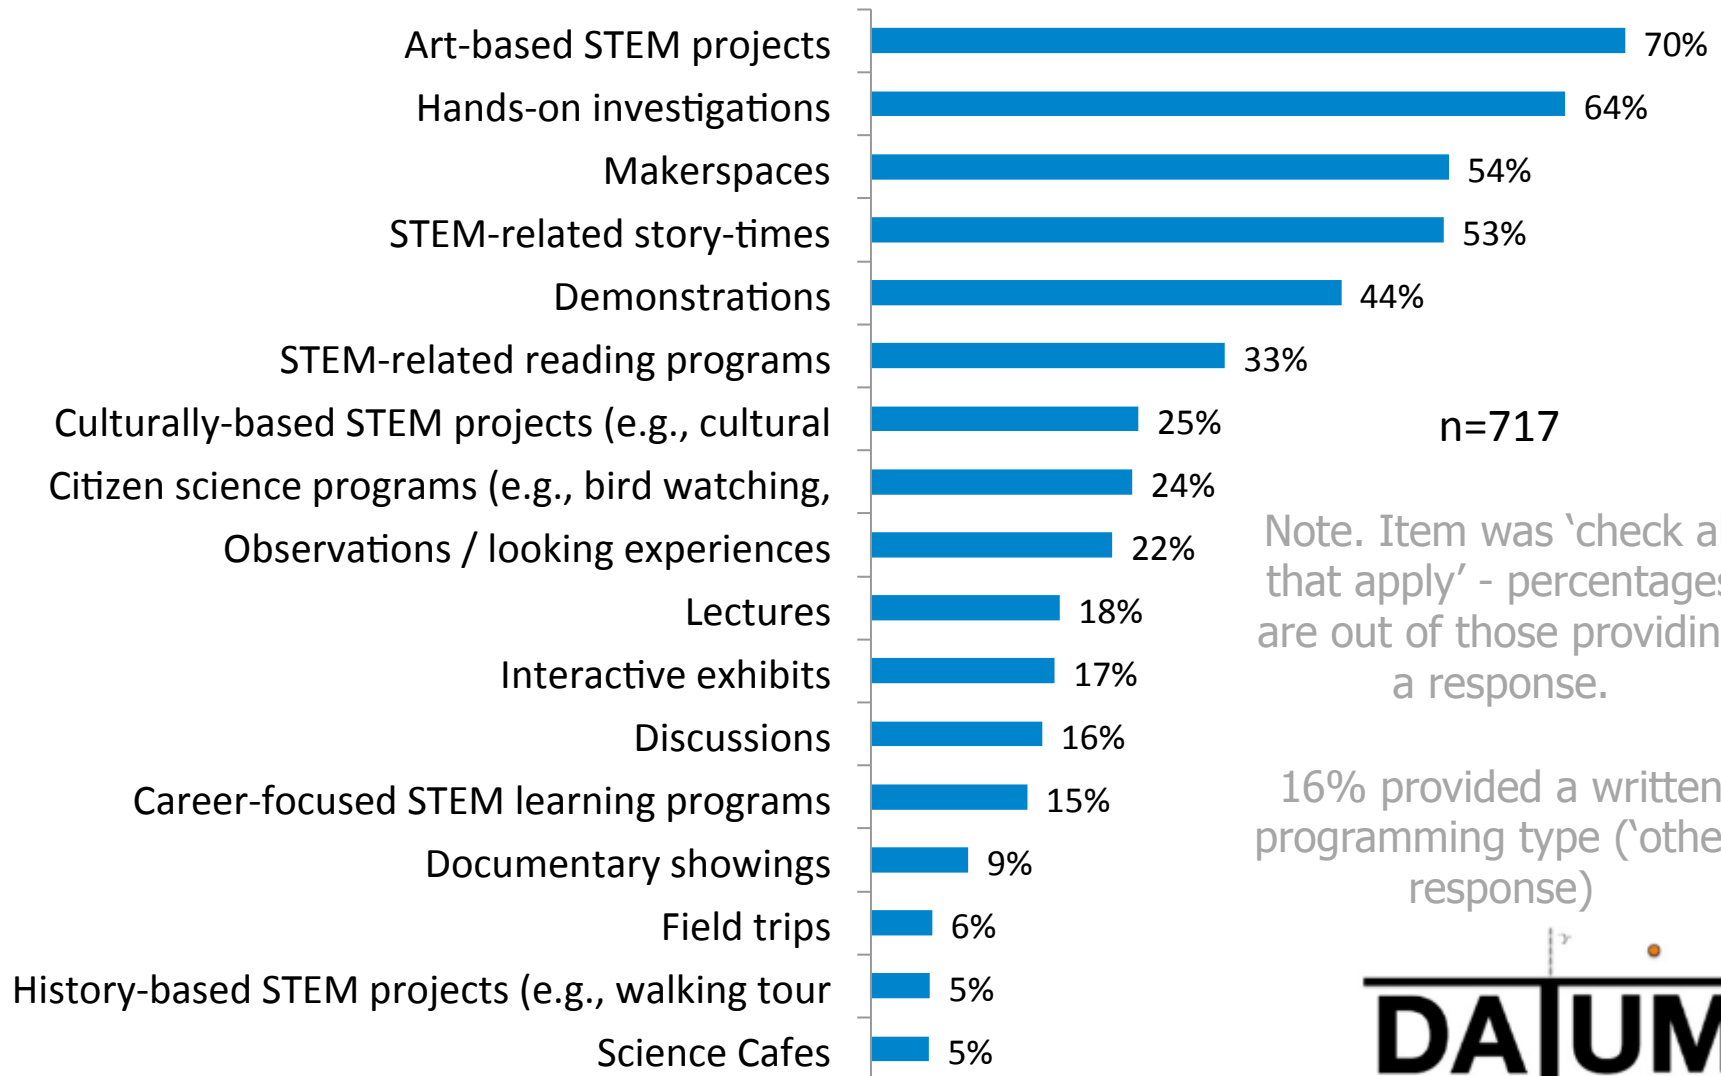 Art-based STEM projects 70%
Hands-on investigations 64%
Makerspaces 54%
STEM-related story-times 53%
Demonstrations 44%
STEM-related reading programs 33%
Culturally-based STEM projects (e.g., cultural 25%
n=717
Citizen science programs (e.g., bird watching, 24%
Observations / looking experiences 22%
Lectures 18%
Interactive exhibits 17%
Discussions 16%
Career-focused STEM learning programs 15%
Documentary showings 9%
Field trips 6%
History-based STEM projects (e.g., walking tour 5%
Science Cafes 5%
Note. Item was ‘check a
that apply’ - percentages
are out of those providin
a response.
16% provided a written
programming type (‘othe
response)
DATUM